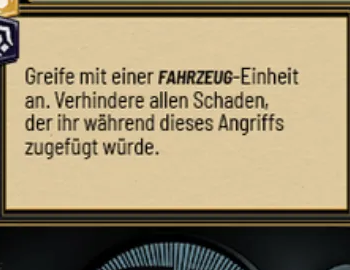 Greife mit einer FAHRZEUG-Einheit
an. Verhindere allen Schaden,
der ihr während dieses Angriffs
zugefügt würde.